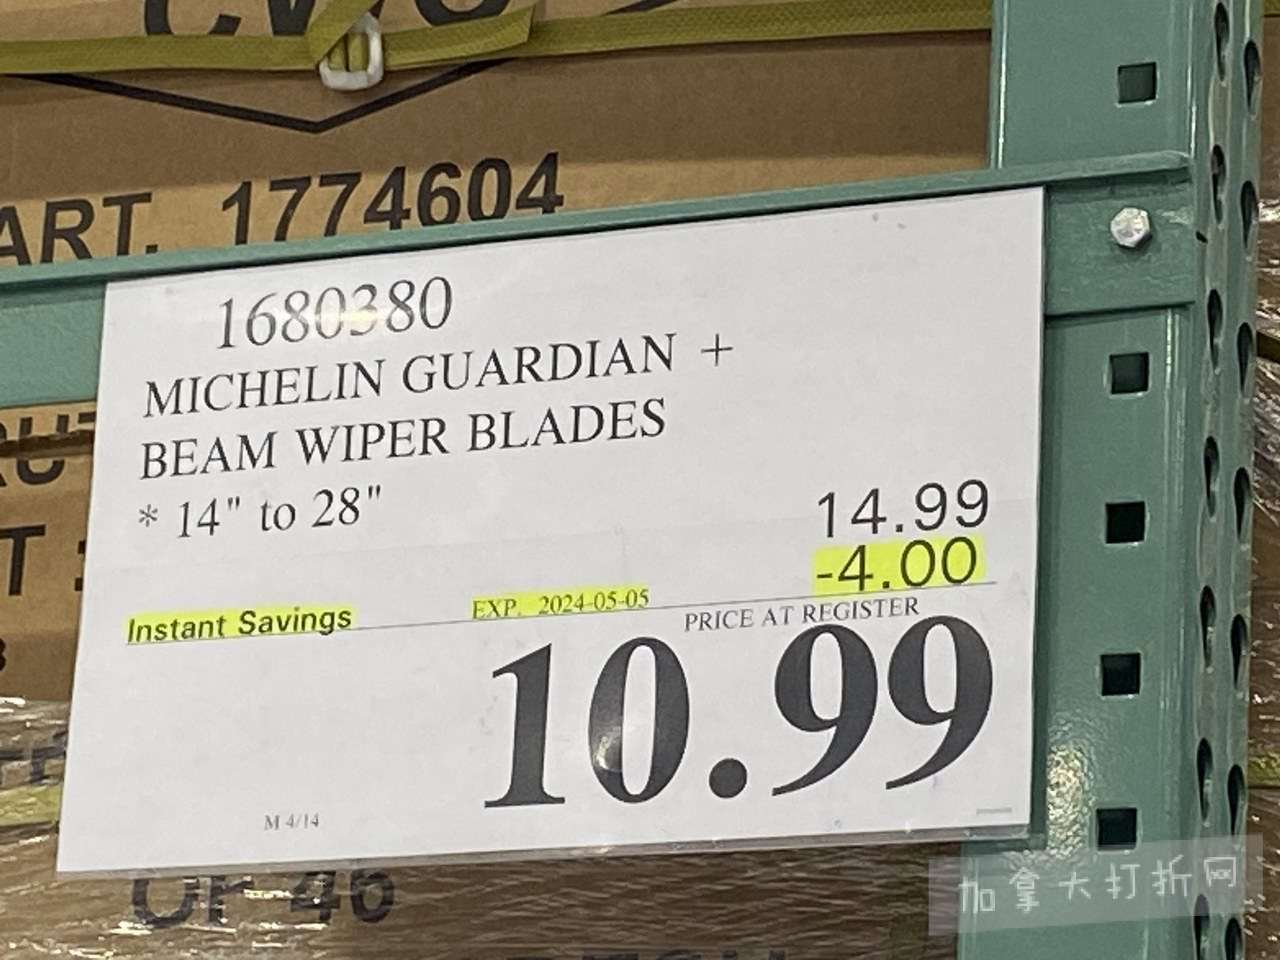 ART. 1774604
1680380
MICHELIN GUARDIAN +
BEAM WIPER BLADES
* 14" to 28"
14.99
-4.00
Instant Savings EXP. 2024-05-05
PRICE AT REGISTER
10.99
M 4/14
OF 46
加拿大打折网